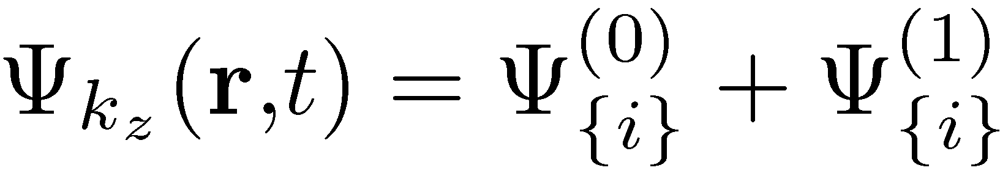 Ψ_{k_z}(𝐫,t) = Ψ^{(0)}_{\{i\}} + Ψ^{(1)}_{\{i\}}